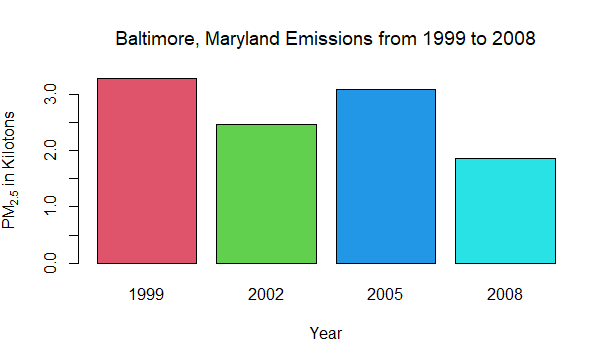 Baltimore, Maryland Emissions from 1999 to 2008
PM2.5 in Kilotons
3.0
2.0
1.0
0.0
1999 2002 2005 2008
Year